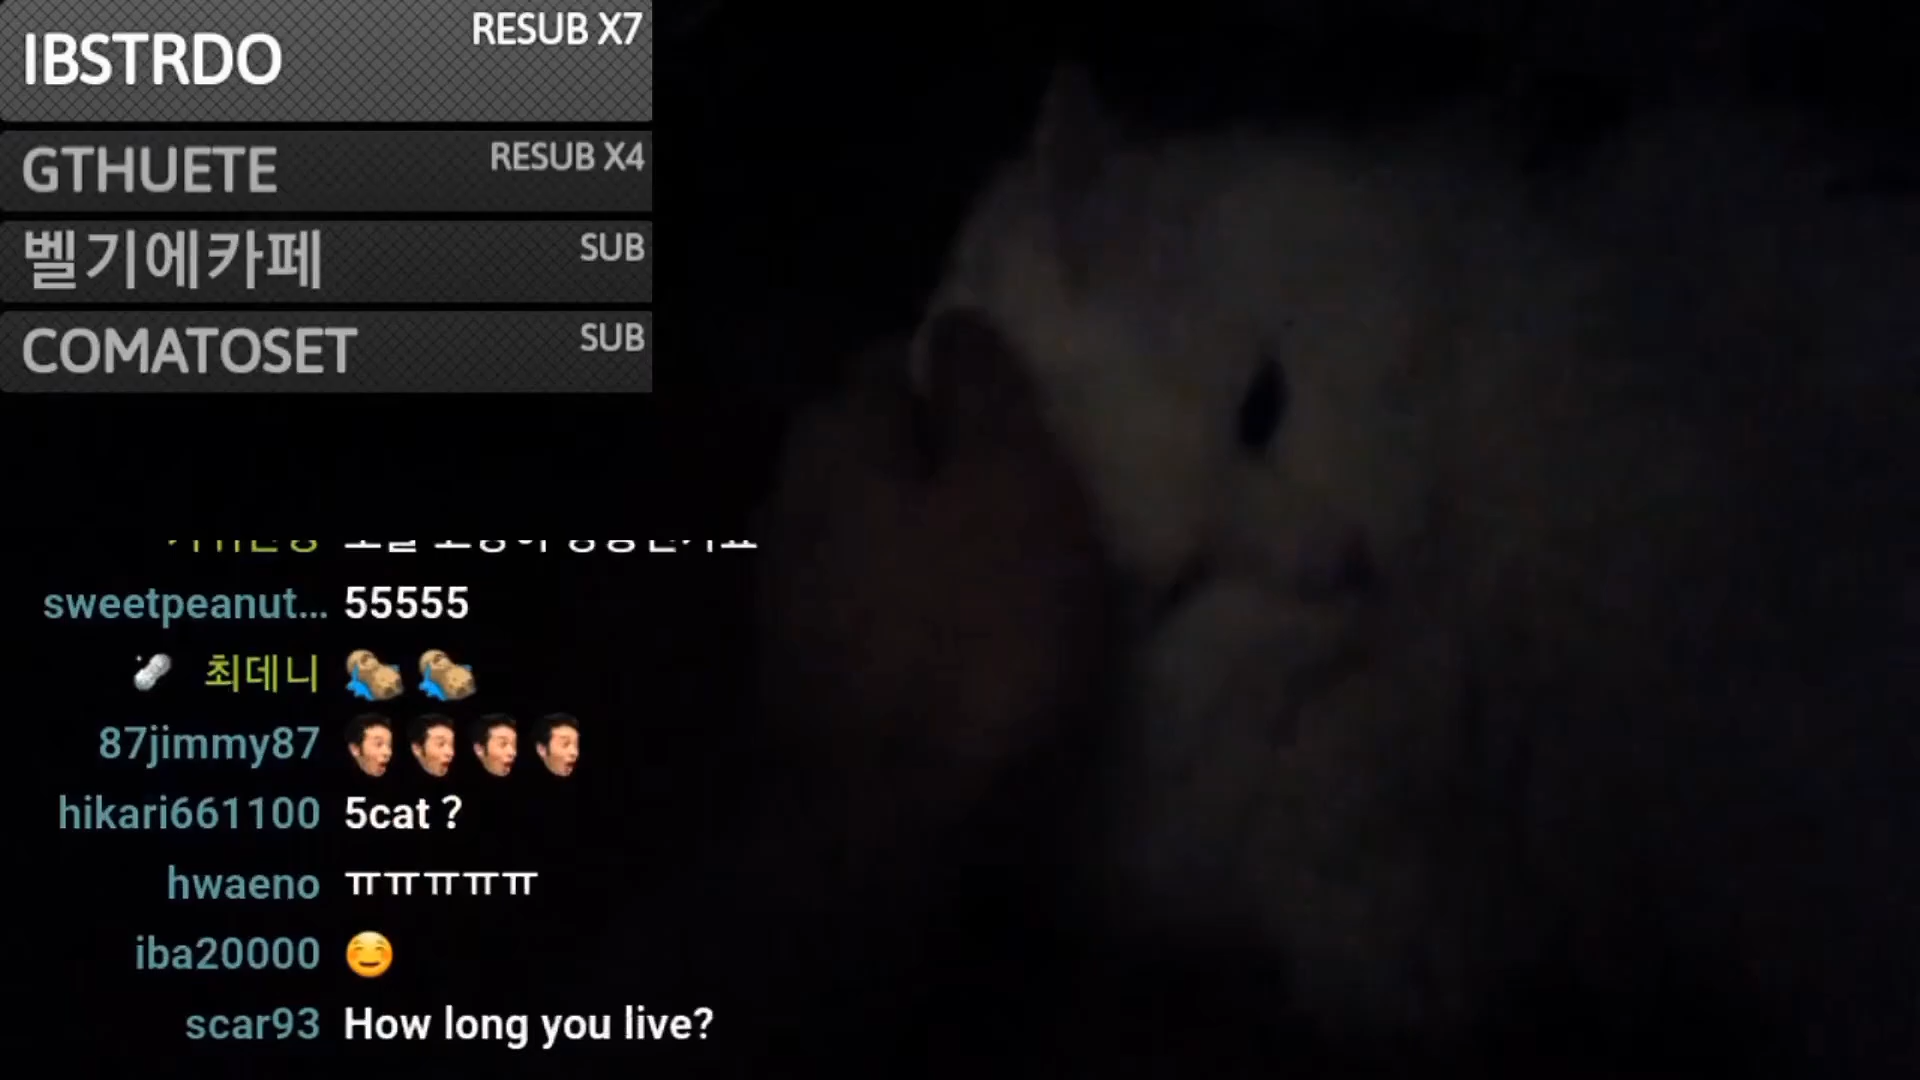 IBSTRDO RESUB X7
GTHUETE RESUB X4
벨기에카페 SUB
COMATOSET SUB
sweetpeanut... 55555
최데니
87jimmy87
hikari661100 5cat ?
hwaeno ㅠㅠㅠㅠㅠ
iba20000
scar93 How long you live?